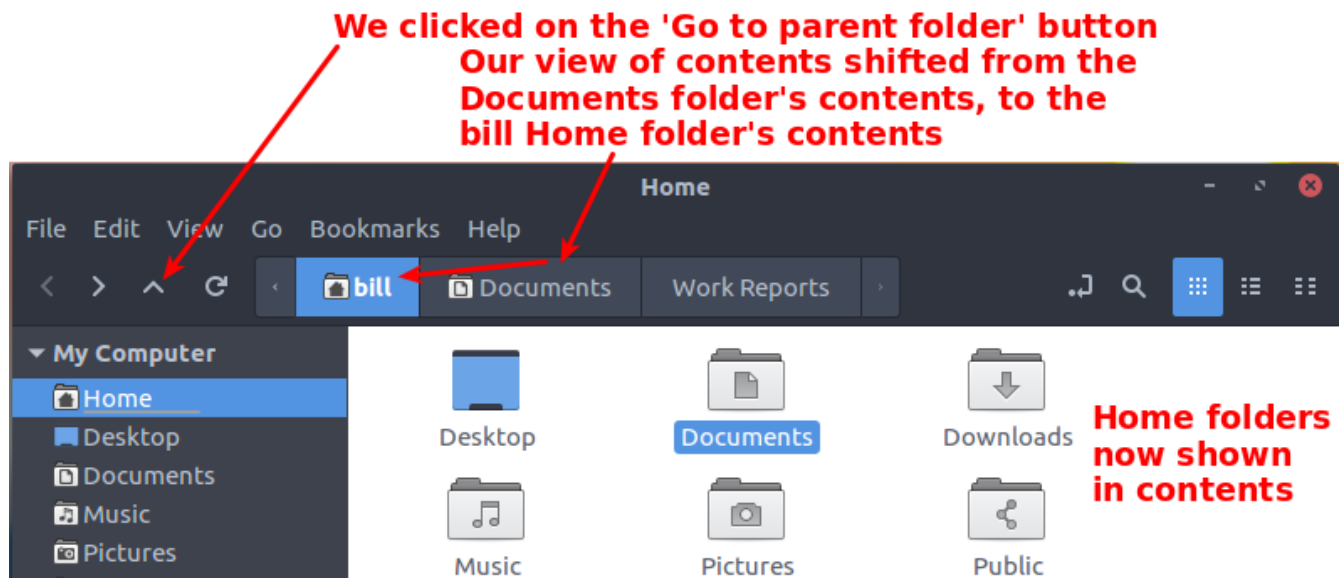 We clicked on the 'Go to parent folder' button
Our view of contents shifted from the
Documents folder's contents, to the
bill Home folder's contents
Home
File Edit View Go Bookmarks Help
bill Documents Work Reports
My Computer
Home
Desktop
Documents
Music
Pictures
Desktop Documents Downloads
Music Pictures Public
Home folders
now shown
in contents